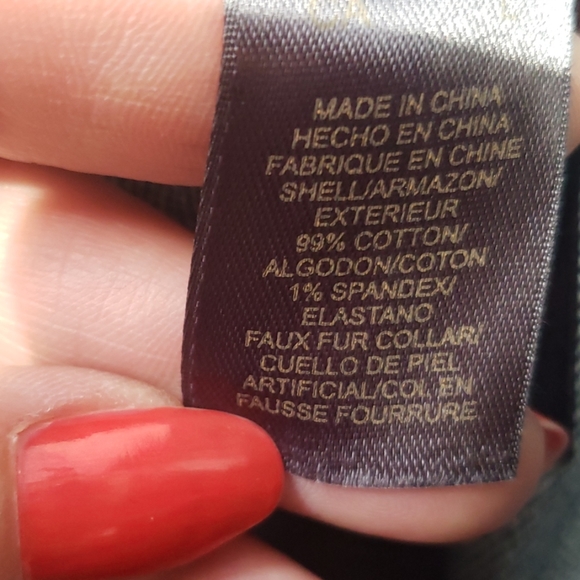 MADE IN CHINA
HECHO EN CHINA
FABRIQUE EN CHINE
SHELL/ARMAZON/
EXTERIEUR
99% COTTON/
ALGODON/COTON
1% SPANDEX/
ELASTANO
FAUX FUR COLLAR/
CUELLO DE PIEL
ARTIFICIAL/COL EN
FAUSSE FOURRURE